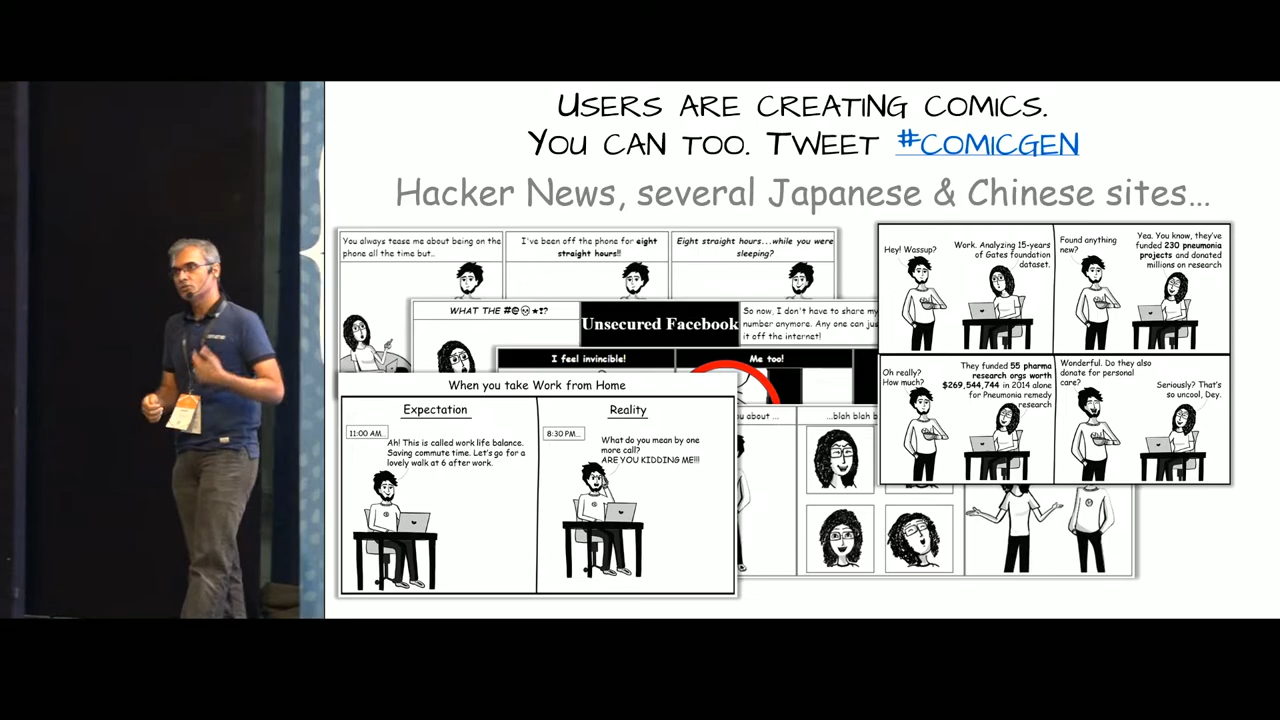 USERS ARE CREATING COMICS.
YOU CAN TOO. TWEET #COMICGEN
Hacker News, several Japanese & Chinese sites…
You always tease me about being on the
phone all the time but..
I've been off the phone for eight
straight hours!!
Eight straight hours...while you were
sleeping?
WHAT THE #@💀★!?
Unsecured Facebook
So now, I don't have to share my
number anymore. Any one can jus
it off the internet!
I feel invincible!
Me too!
u about ...
...blah blah b
When you take Work from Home
Expectation
11:00 AM...
Ah! This is called work life balance.
Saving commute time. Let's go for a
lovely walk at 6 after work.
Reality
8:30 PM...
What do you mean by one
more call?
ARE YOU KIDDING ME!!!
Hey! Wassup?
Work. Analyzing 15-years
of Gates foundation
dataset.
Found anything
new?
Yea. You know, they've
funded 230 pneumonia
projects and donated
millions on research
Oh really?
How much?
They funded 55 pharma
research orgs worth
$269,544,744 in 2014 alone
for Pneumonia remedy
research
Wonderful. Do they also
donate for personal
care?
Seriously? That's
so uncool, Dey.